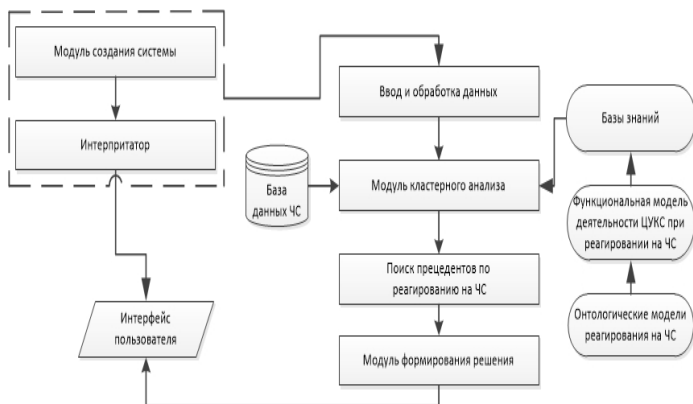 Модуль создания системы
Интерпритатор
Ввод и обработка данных
Базы знаний
База
данных ЧС
Модуль кластерного анализа
Функциональная модель
деятельности ЦУКС при
реагировании на ЧС
Поиск прецедентов по
реагированию на ЧС
Интерфейс
пользователя
Онтологические модели
реагирования на ЧС
Модуль формирования решения